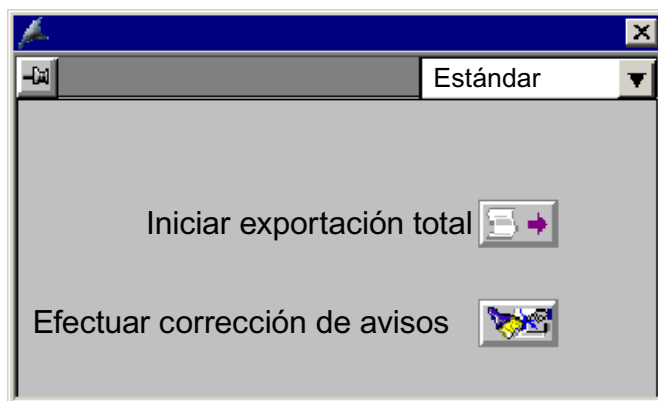 Estándar
Iniciar exportación total
Efectuar corrección de avisos